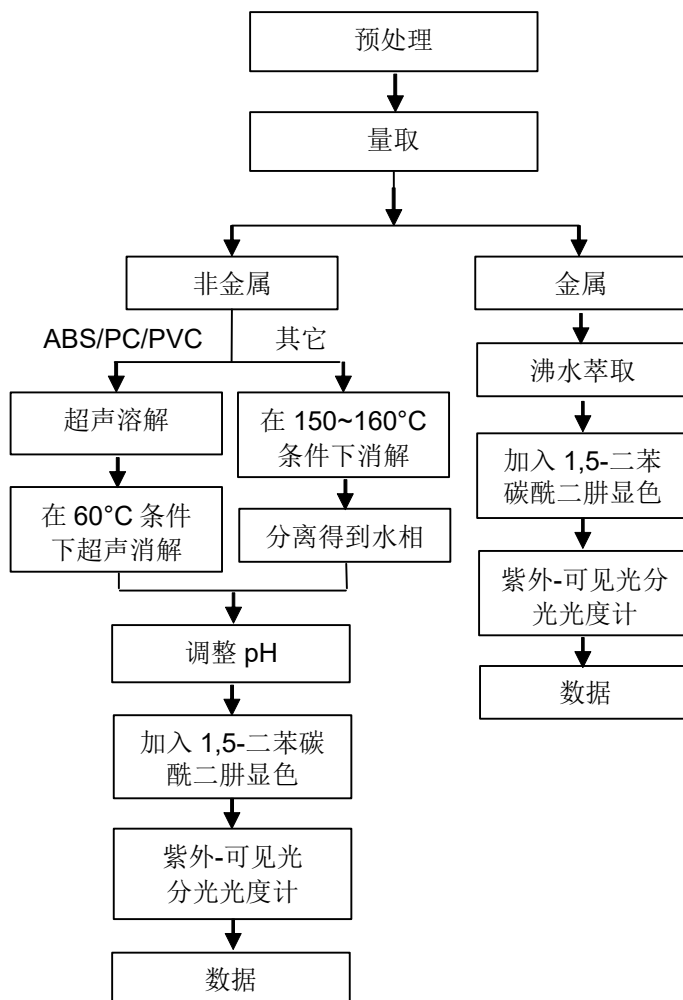 预处理
量取
非金属
金属
ABS/PC/PVC
其它
沸水萃取
超声溶解
在 150~160°C
条件下消解
加入 1,5-二苯
碳酰二肼显色
在 60°C 条件
下超声消解
分离得到水相
紫外-可见光分
光光度计
调整 pH
数据
加入 1,5-二苯碳
酰二肼显色
紫外-可见光
分光光度计
数据